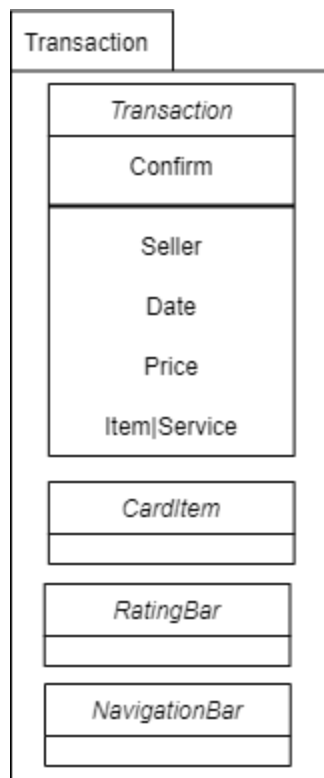 Transaction
Transaction
Confirm
Seller
Date
Price
Item|Service
CardItem
RatingBar
NavigationBar